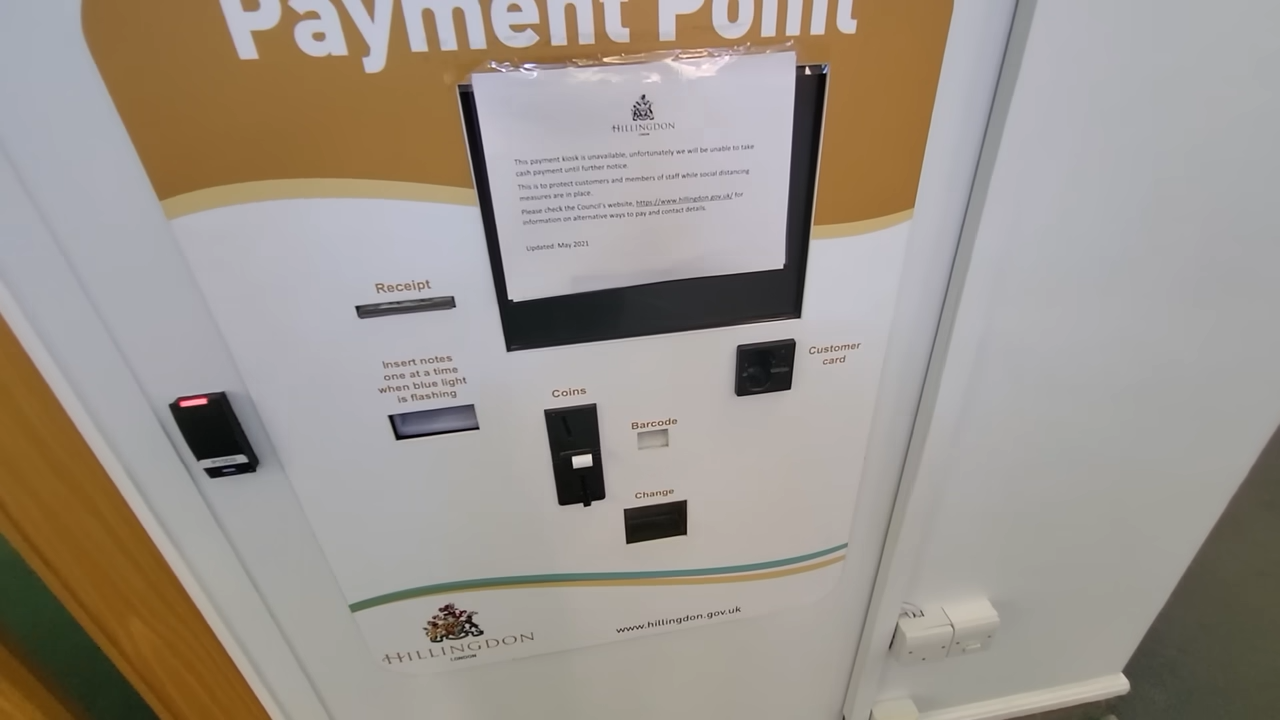 Payment Point
HILLINGDON
LONDON
This payment kiosk is unavailable, unfortunately we will be unable to take
cash payment until further notice.
This is to protect customers and members of staff while social distancing
measures are in place.
Please check the Council's website, https://www.hillingdon.gov.uk/ for
information on alternative ways to pay and contact details.
Updated: May 2021
Receipt
Insert notes
one at a time
when blue light
is flashing
Customer
card
Coins
Barcode
Change
HILLINGDON
LONDON
www.hillingdon.gov.uk